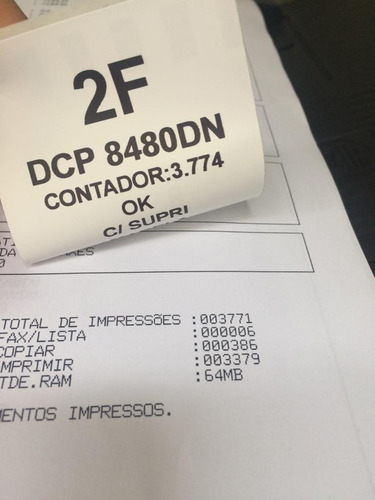 2F
DCP 8480DN
CONTADOR:3.774
OK
C/ SUPRI
0
TOTAL DE IMPRESSÕES :003771
FAX/LISTA :000006
COPIAR :000386
IMPRIMIR :003379
TDE.RAM :64MB
MENTOS IMPRESSOS.